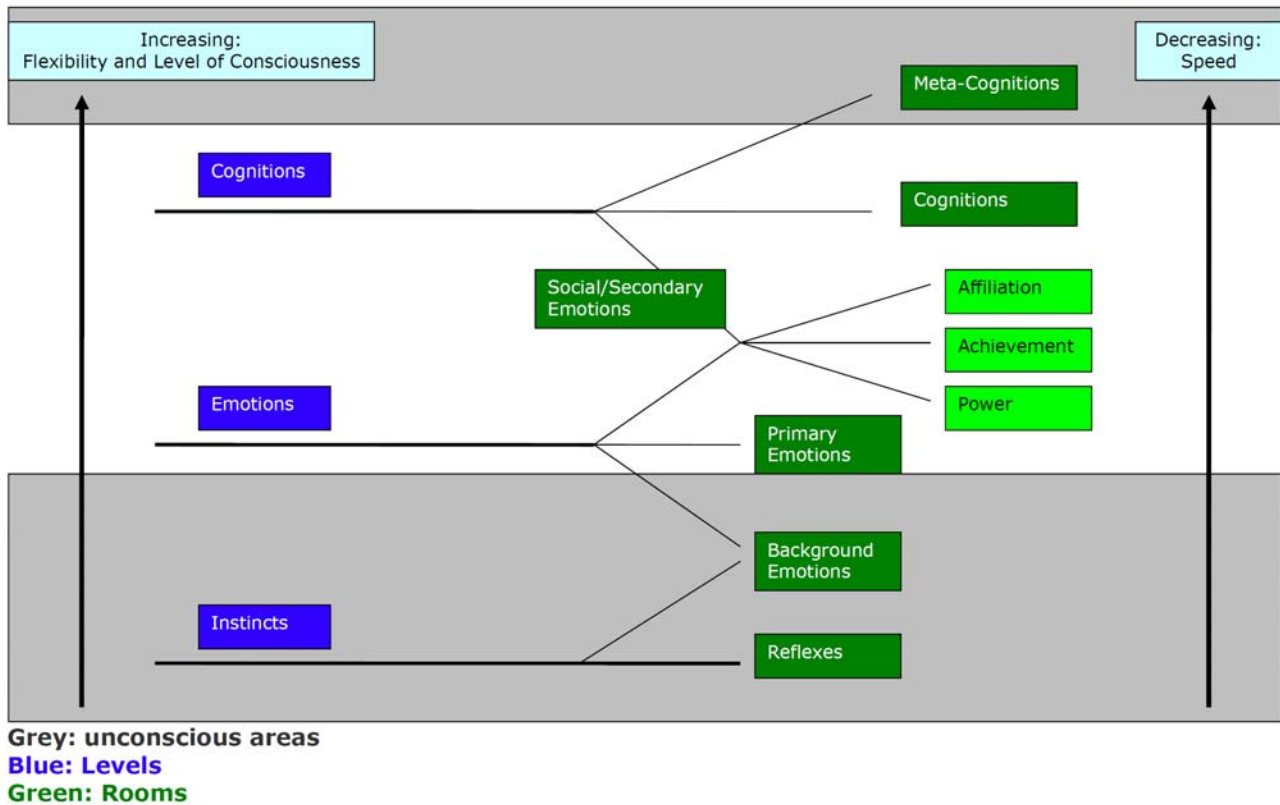 Increasing:
Flexibility and Level of Consciousness
Decreasing:
Speed
Meta-Cognitions
Cognitions
Cognitions
Social/Secondary
Emotions
Affiliation
Achievement
Emotions
Power
Primary
Emotions
Background
Emotions
Instincts
Reflexes
Grey: unconscious areas
Blue: Levels
Green: Rooms